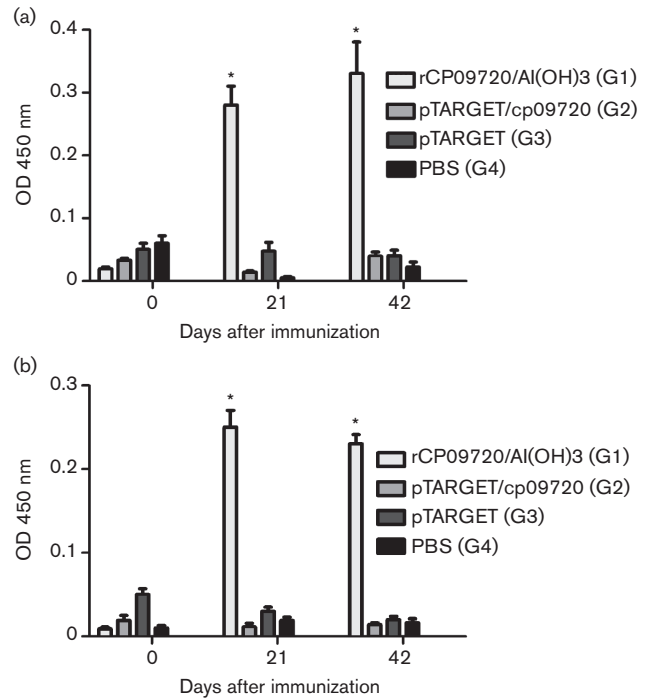 (a)
0.4
0.3
0.2
0.1
0
OD 450 nm
*
*
rCP09720/Al(OH)3 (G1)
pTARGET/cp09720 (G2)
pTARGET (G3)
PBS (G4)
0
21
42
Days after immunization
(b)
0.3
0.2
0.1
0
OD 450 nm
*
*
rCP09720/Al(OH)3 (G1)
pTARGET/cp09720 (G2)
pTARGET (G3)
PBS (G4)
0
21
42
Days after immunization